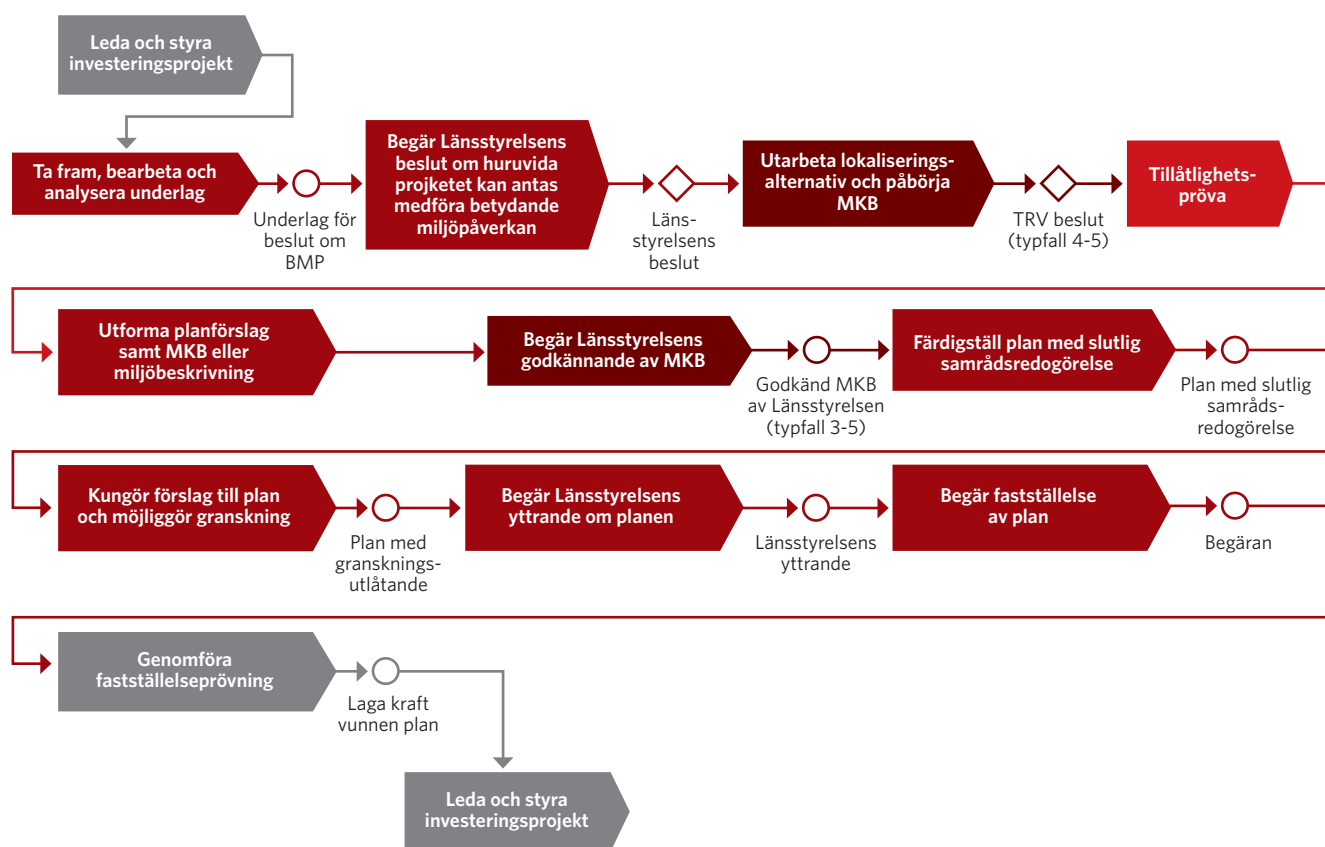 Leda och styra
investeringsprojekt
Ta fram, bearbeta och
analysera underlag
Underlag för
beslut om
BMP
Begär Länsstyrelsens
beslut om huruvida
projketet kan antas
medföra betydande
miljöpåverkan
Läns-
styrelsens
beslut
Utarbeta lokaliserings-
alternativ och påbörja
MKB
TRV beslut
(typfall 4-5)
Tillåtlighets-
pröva
Utforma planförslag
samt MKB eller
miljöbeskrivning
Begär Länsstyrelsens
godkännande av MKB
Godkänd MKB
av Länsstyrelsen
(typfall 3-5)
Färdigställ plan med slutlig
samrådsredogörelse
Plan med slutlig
samråds-
redogörelse
Kungör förslag till plan
och möjliggör granskning
Plan med
gransknings-
utlåtande
Begär Länsstyrelsens
yttrande om planen
Länsstyrelsens
yttrande
Begär fastställelse
av plan
Begäran
Genomföra
fastställelseprövning
Laga kraft
vunnen plan
Leda och styra
investeringsprojekt